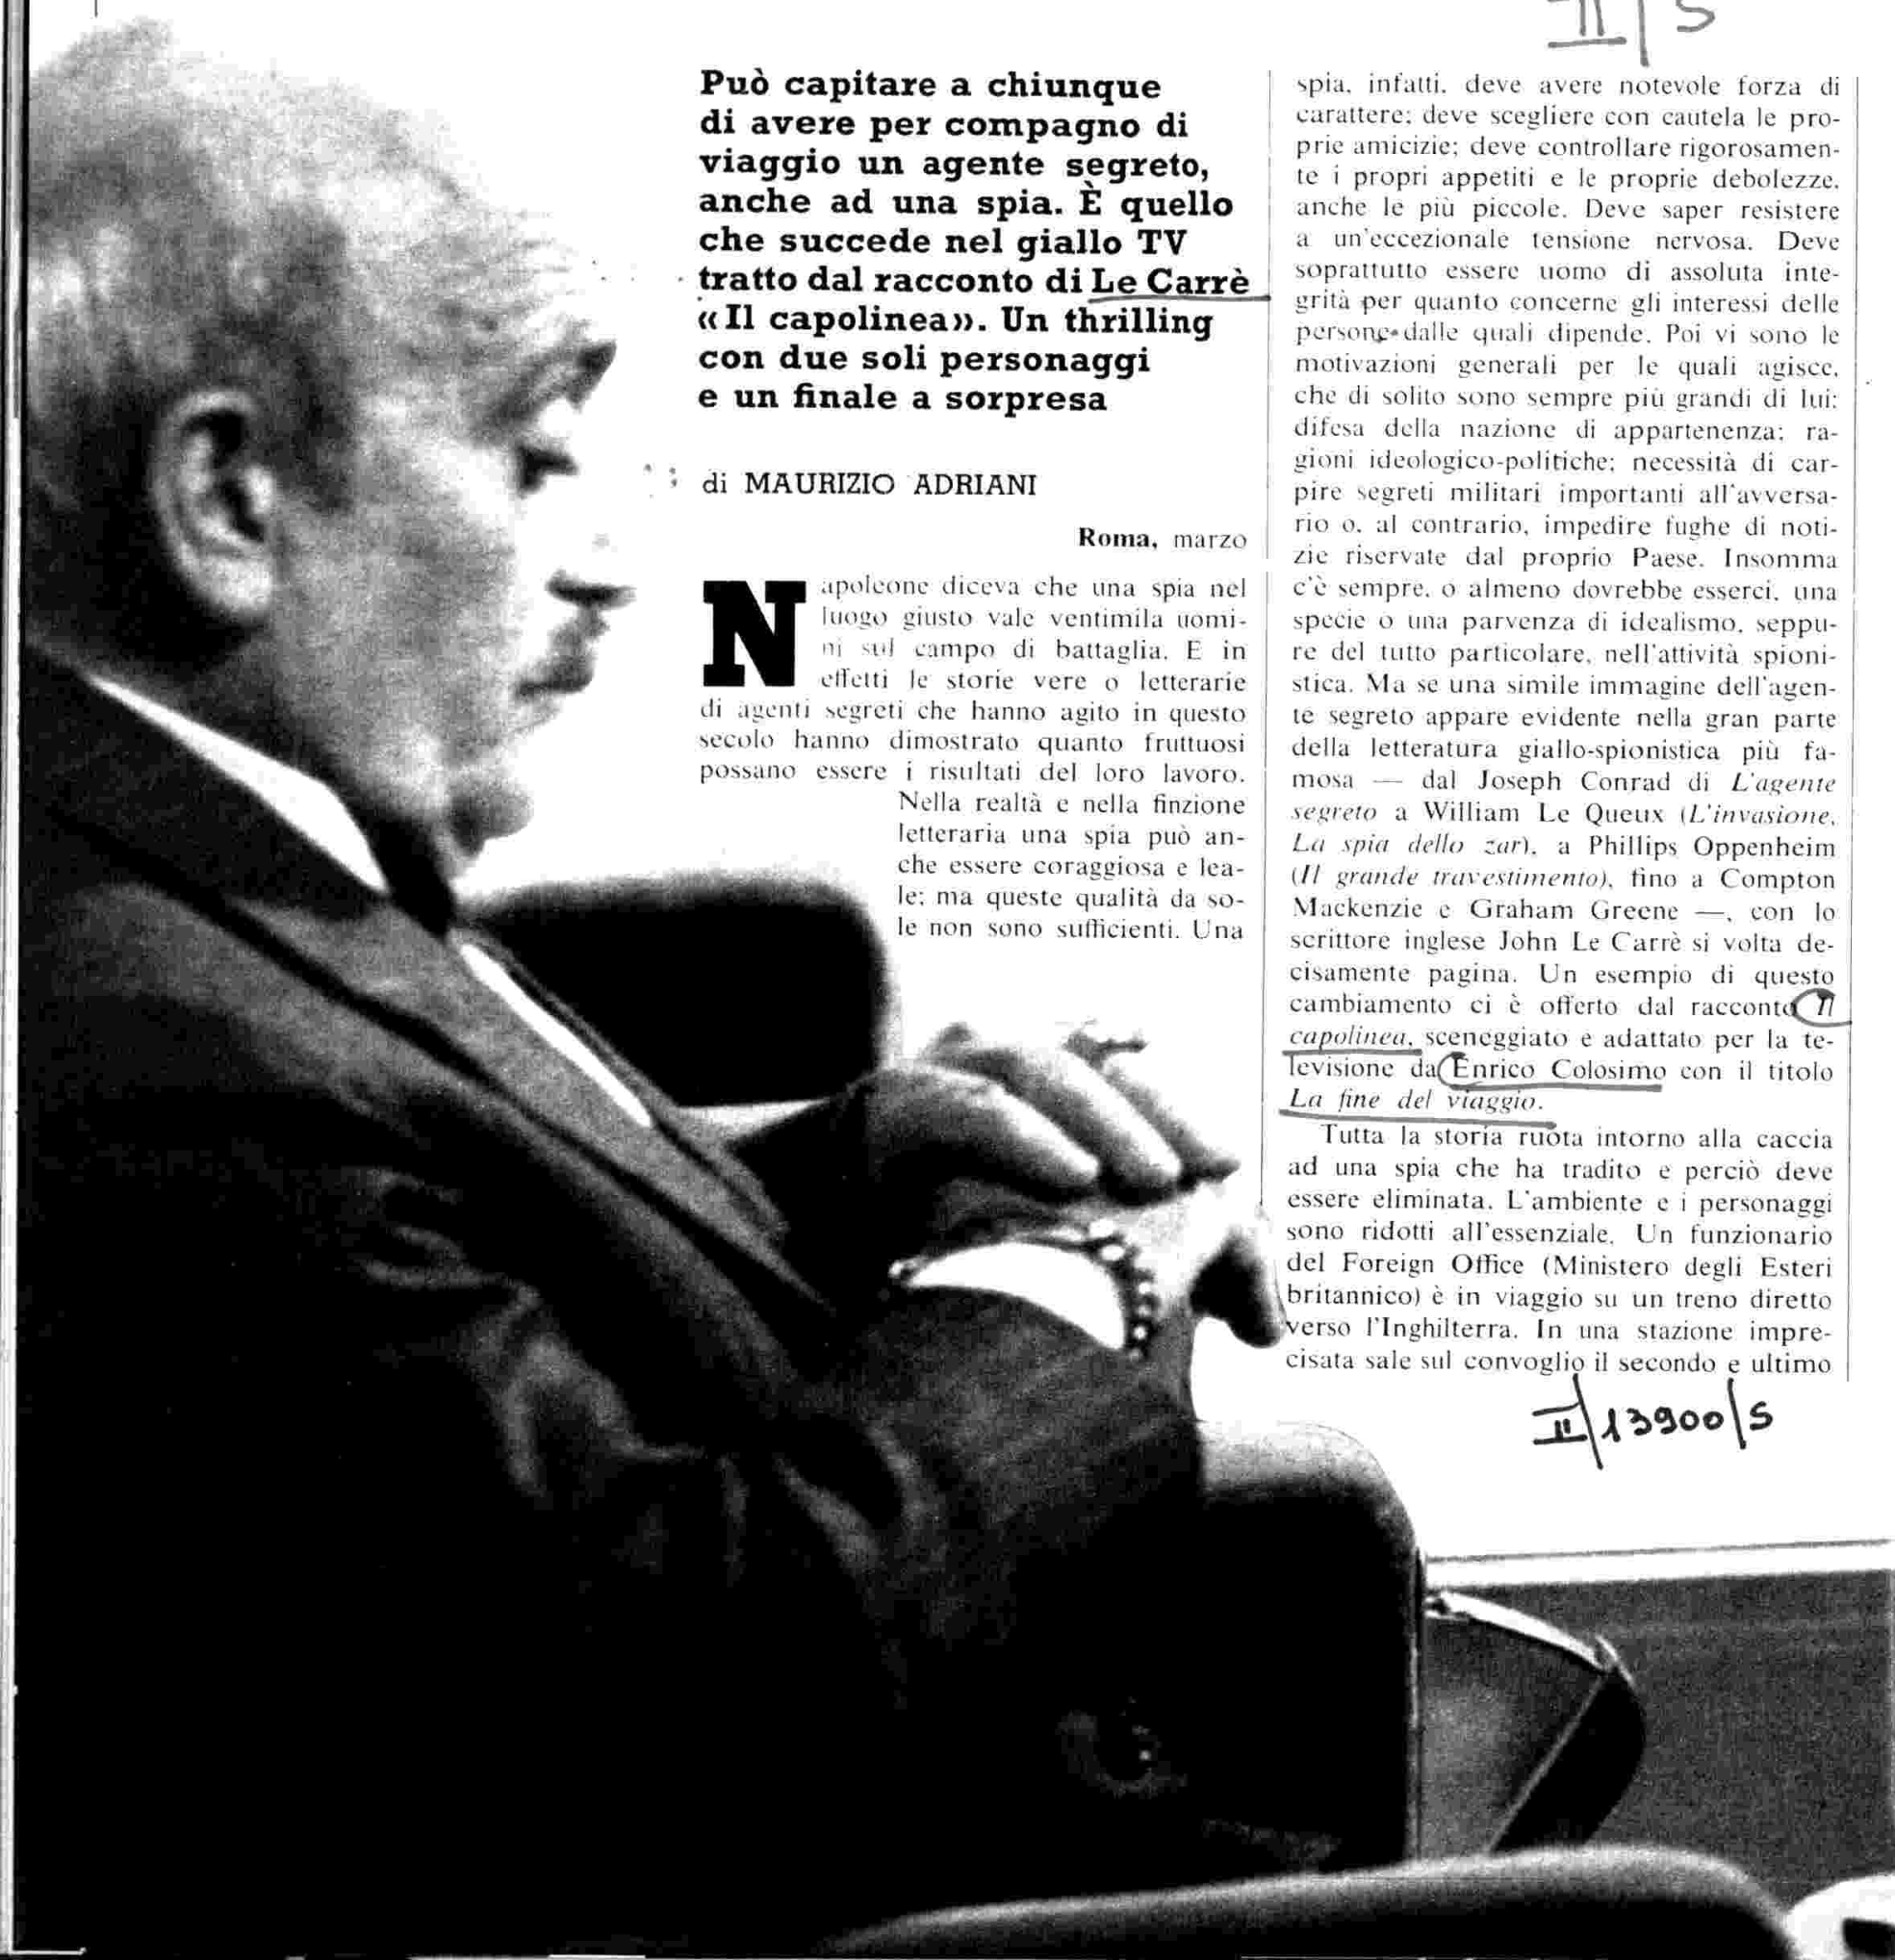 II/S
Può capitare a chiunque
di avere per compagno di
viaggio un agente segreto,
anche ad una spia. È quello
che succede nel giallo TV
tratto dal racconto di Le Carrè
«Il capolinea». Un thrilling
con due soli personaggi
e un finale a sorpresa
di MAURIZIO ADRIANI
Roma, marzo
Napoleone diceva che una spia nel
luogo giusto vale ventimila uomi-
ni sul campo di battaglia. E in
effetti le storie vere o letterarie
di agenti segreti che hanno agito in questo
secolo hanno dimostrato quanto fruttuosi
possano essere i risultati del loro lavoro.
Nella realtà e nella finzione
letteraria una spia può an-
che essere coraggiosa e lea-
le; ma queste qualità da so-
le non sono sufficienti. Una
spia, infatti, deve avere notevole forza di
carattere; deve scegliere con cautela le pro-
prie amicizie; deve controllare rigorosamen-
te i propri appetiti e le proprie debolezze,
anche le più piccole. Deve saper resistere
a un'eccezionale tensione nervosa. Deve
soprattutto essere uomo di assoluta inte-
grità per quanto concerne gli interessi delle
persone dalle quali dipende. Poi vi sono le
motivazioni generali per le quali agisce,
che di solito sono sempre più grandi di lui:
difesa della nazione di appartenenza; ra-
gioni ideologico-politiche; necessità di car-
pire segreti militari importanti all'avversa-
rio o, al contrario, impedire fughe di noti-
zie riservate dal proprio Paese. Insomma
c'è sempre, o almeno dovrebbe esserci, una
specie o una parvenza di idealismo, seppu-
re del tutto particolare, nell'attività spioni-
stica. Ma se una simile immagine dell'agen-
te segreto appare evidente nella gran parte
della letteratura giallo-spionistica più fa-
mosa — dal Joseph Conrad di L'agente
segreto a William Le Queux (L'invasione,
La spia dello zar), a Phillips Oppenheim
(Il grande travestimento), fino a Compton
Mackenzie e Graham Greene —, con lo
scrittore inglese John Le Carrè si volta de-
cisamente pagina. Un esempio di questo
cambiamento ci è offerto dal racconto Il
capolinea, sceneggiato e adattato per la te-
levisione da Enrico Colosimo con il titolo
La fine del viaggio.
Tutta la storia ruota intorno alla caccia
ad una spia che ha tradito e perciò deve
essere eliminata. L'ambiente e i personaggi
sono ridotti all'essenziale. Un funzionario
del Foreign Office (Ministero degli Esteri
britannico) è in viaggio su un treno diretto
verso l'Inghilterra. In una stazione impre-
cisata sale sul convoglio il secondo e ultimo
II/13900/S